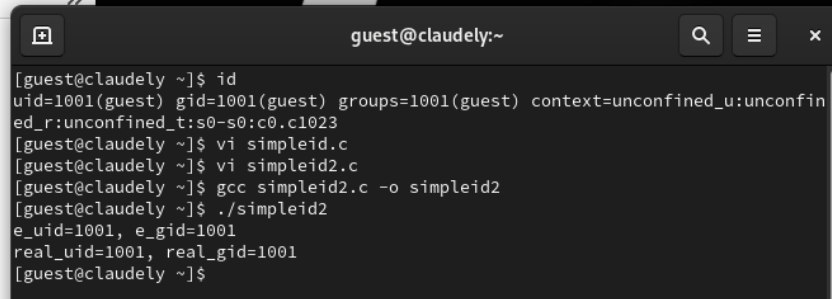 guest@claudely:~
[guest@claudely ~]$ id
uid=1001(guest) gid=1001(guest) groups=1001(guest) context=unconfined_u:unconfin
ed_r:unconfined_t:s0-s0:c0.c1023
[guest@claudely ~]$ vi simpleid.c
[guest@claudely ~]$ vi simpleid2.c
[guest@claudely ~]$ gcc simpleid2.c -o simpleid2
[guest@claudely ~]$ ./simpleid2
e_uid=1001, e_gid=1001
real_uid=1001, real_gid=1001
[guest@claudely ~]$